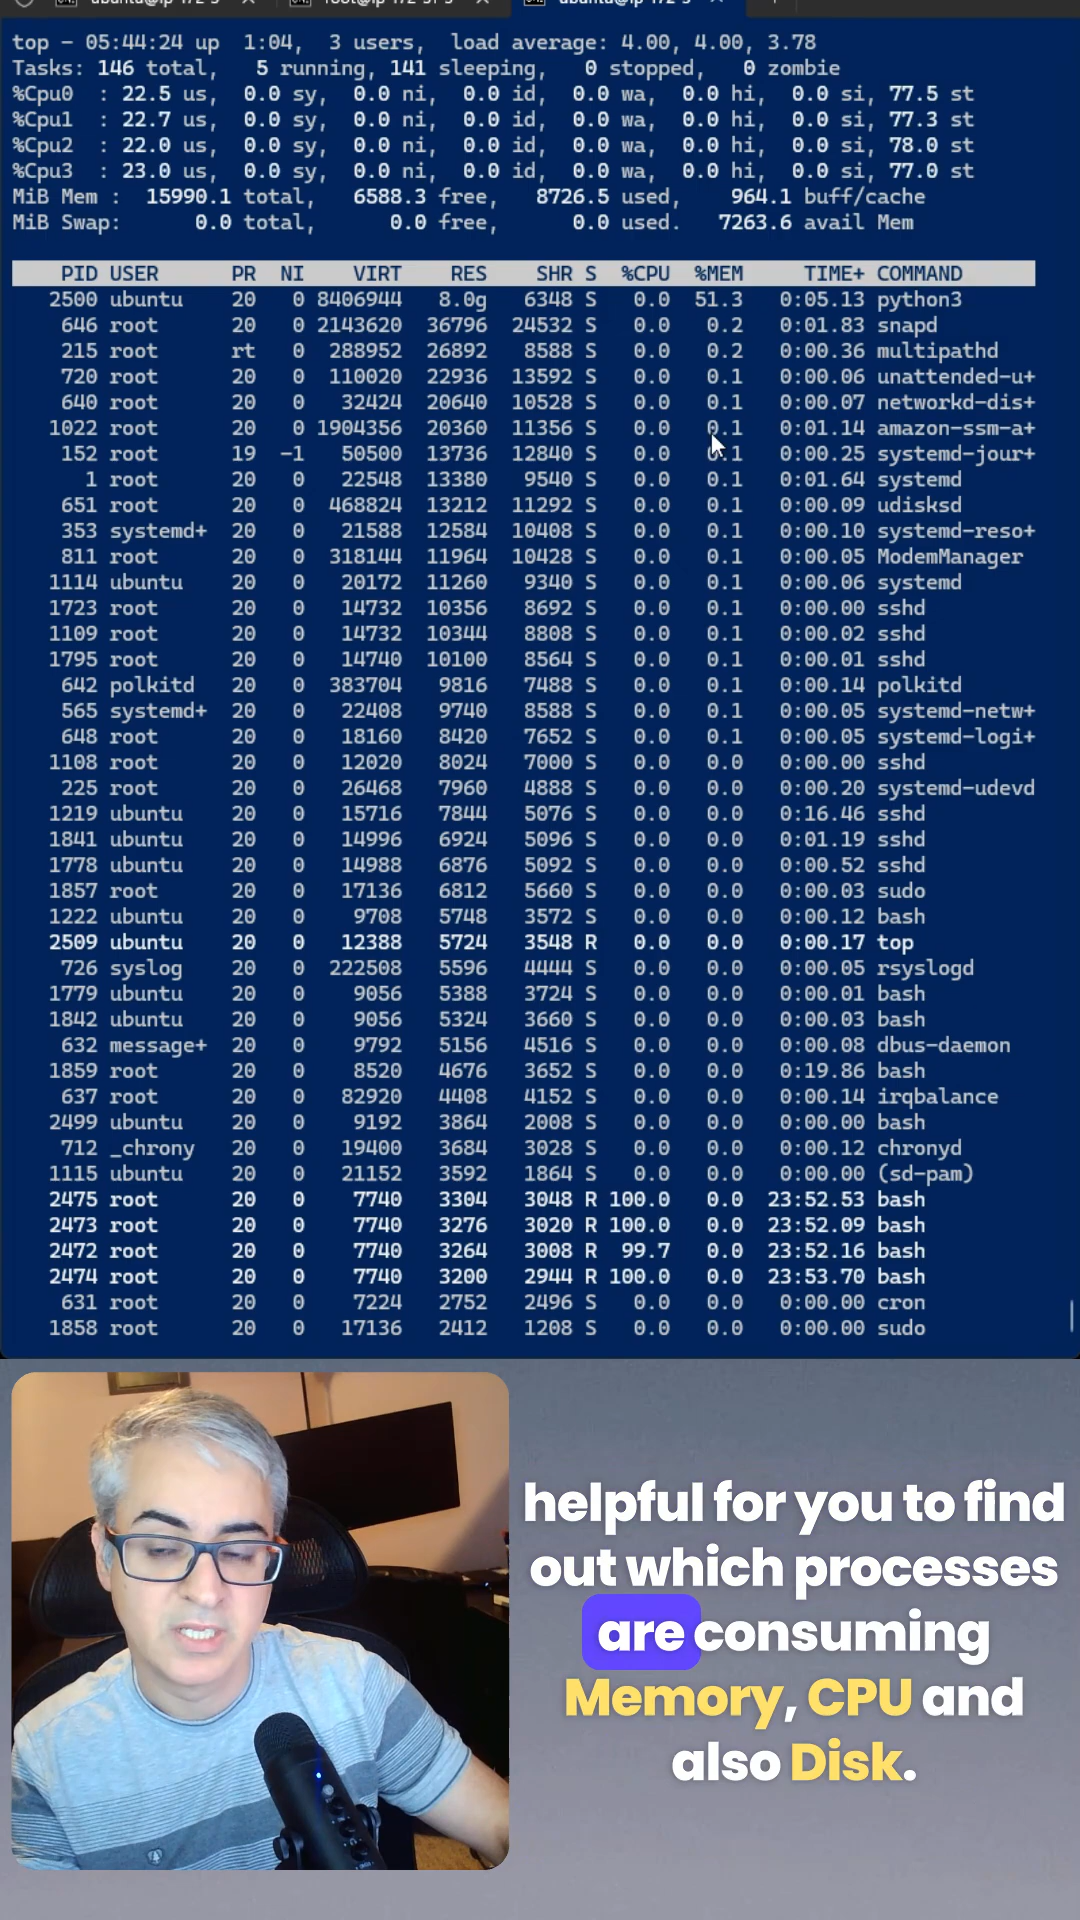 top - 05:44:24 up  1:04,  3 users,  load average: 4.00, 4.00, 3.78
Tasks: 146 total,   5 running, 141 sleeping,   0 stopped,   0 zombie
%Cpu0  : 22.5 us,  0.0 sy,  0.0 ni,  0.0 id,  0.0 wa,  0.0 hi,  0.0 si, 77.5 st
%Cpu1  : 22.7 us,  0.0 sy,  0.0 ni,  0.0 id,  0.0 wa,  0.0 hi,  0.0 si, 77.3 st
%Cpu2  : 22.0 us,  0.0 sy,  0.0 ni,  0.0 id,  0.0 wa,  0.0 hi,  0.0 si, 78.0 st
%Cpu3  : 23.0 us,  0.0 sy,  0.0 ni,  0.0 id,  0.0 wa,  0.0 hi,  0.0 si, 77.0 st
MiB Mem :  15990.1 total,   6588.3 free,   8726.5 used,    964.1 buff/cache
MiB Swap:      0.0 total,      0.0 free,      0.0 used.   7263.6 avail Mem
PID USER PR NI VIRT RES SHR S %CPU %MEM TIME+ COMMAND
2500 ubuntu 20 0 8406944 8.0g 6348 S 0.0 51.3 0:05.13 python3
646 root 20 0 2143620 36796 24532 S 0.0 0.2 0:01.83 snapd
215 root rt 0 288952 26892 8588 S 0.0 0.2 0:00.36 multipathd
720 root 20 0 110020 22936 13592 S 0.0 0.1 0:00.06 unattended-u+
640 root 20 0 32424 20640 10528 S 0.0 0.1 0:00.07 networkd-dis+
1022 root 20 0 1904356 20360 11356 S 0.0 0.1 0:01.14 amazon-ssm-a+
152 root 19 -1 50500 13736 12840 S 0.0 0.1 0:00.25 systemd-jour+
1 root 20 0 22548 13380 9540 S 0.0 0.1 0:01.64 systemd
651 root 20 0 468824 13212 11292 S 0.0 0.1 0:00.09 udisksd
353 systemd+ 20 0 21588 12584 10408 S 0.0 0.1 0:00.10 systemd-reso+
811 root 20 0 318144 11964 10428 S 0.0 0.1 0:00.05 ModemManager
1114 ubuntu 20 0 20172 11260 9340 S 0.0 0.1 0:00.06 systemd
1723 root 20 0 14732 10356 8692 S 0.0 0.1 0:00.00 sshd
1109 root 20 0 14732 10344 8808 S 0.0 0.1 0:00.02 sshd
1795 root 20 0 14740 10100 8564 S 0.0 0.1 0:00.01 sshd
642 polkitd 20 0 383704 9816 7488 S 0.0 0.1 0:00.14 polkitd
565 systemd+ 20 0 22408 9740 8588 S 0.0 0.1 0:00.05 systemd-netw+
648 root 20 0 18160 8420 7652 S 0.0 0.1 0:00.05 systemd-logi+
1108 root 20 0 12020 8024 7000 S 0.0 0.0 0:00.00 sshd
225 root 20 0 26468 7960 4888 S 0.0 0.0 0:00.20 systemd-udevd
1219 ubuntu 20 0 15716 7844 5076 S 0.0 0.0 0:16.46 sshd
1841 ubuntu 20 0 14996 6924 5096 S 0.0 0.0 0:01.19 sshd
1778 ubuntu 20 0 14988 6876 5092 S 0.0 0.0 0:00.52 sshd
1857 root 20 0 17136 6812 5660 S 0.0 0.0 0:00.03 sudo
1222 ubuntu 20 0 9708 5748 3572 S 0.0 0.0 0:00.12 bash
2509 ubuntu 20 0 12388 5724 3548 R 0.0 0.0 0:00.17 top
726 syslog 20 0 222508 5596 4444 S 0.0 0.0 0:00.05 rsyslogd
1779 ubuntu 20 0 9056 5388 3724 S 0.0 0.0 0:00.01 bash
1842 ubuntu 20 0 9056 5324 3660 S 0.0 0.0 0:00.03 bash
632 message+ 20 0 9792 5156 4516 S 0.0 0.0 0:00.08 dbus-daemon
1859 root 20 0 8520 4676 3652 S 0.0 0.0 0:19.86 bash
637 root 20 0 82920 4408 4152 S 0.0 0.0 0:00.14 irqbalance
2499 ubuntu 20 0 9192 3864 2008 S 0.0 0.0 0:00.00 bash
712 _chrony 20 0 19400 3684 3028 S 0.0 0.0 0:00.12 chronyd
1115 ubuntu 20 0 21152 3592 1864 S 0.0 0.0 0:00.00 (sd-pam)
2475 root 20 0 7740 3304 3048 R 100.0 0.0 23:52.53 bash
2473 root 20 0 7740 3276 3020 R 100.0 0.0 23:52.09 bash
2472 root 20 0 7740 3264 3008 R 99.7 0.0 23:52.16 bash
2474 root 20 0 7740 3200 2944 R 100.0 0.0 23:53.70 bash
631 root 20 0 7224 2752 2496 S 0.0 0.0 0:00.00 cron
1858 root 20 0 17136 2412 1208 S 0.0 0.0 0:00.00 sudo
helpful for you to find
out which processes
are consuming
Memory, CPU and
also Disk.